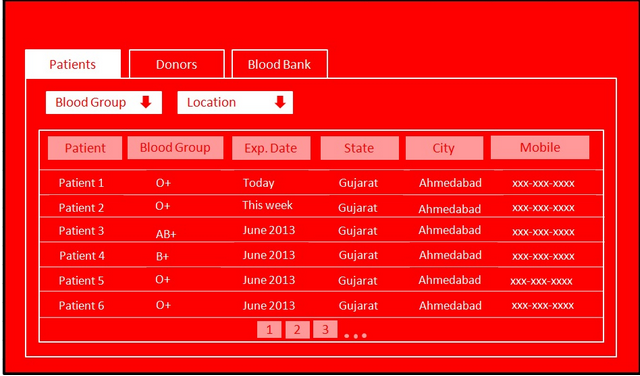 Patients Donors Blood Bank
Blood Group Location
Patient Blood Group Exp. Date State City Mobile
Patient 1 O+ Today Gujarat Ahmedabad xxx-xxx-xxxx
Patient 2 O+ This week Gujarat Ahmedabad xxx-xxx-xxxx
Patient 3 AB+ June 2013 Gujarat Ahmedabad xxx-xxx-xxxx
Patient 4 B+ June 2013 Gujarat Ahmedabad xxx-xxx-xxxx
Patient 5 O+ June 2013 Gujarat Ahmedabad xxx-xxx-xxxx
Patient 6 O+ June 2013 Gujarat Ahmedabad xxx-xxx-xxxx
1 2 3 ...